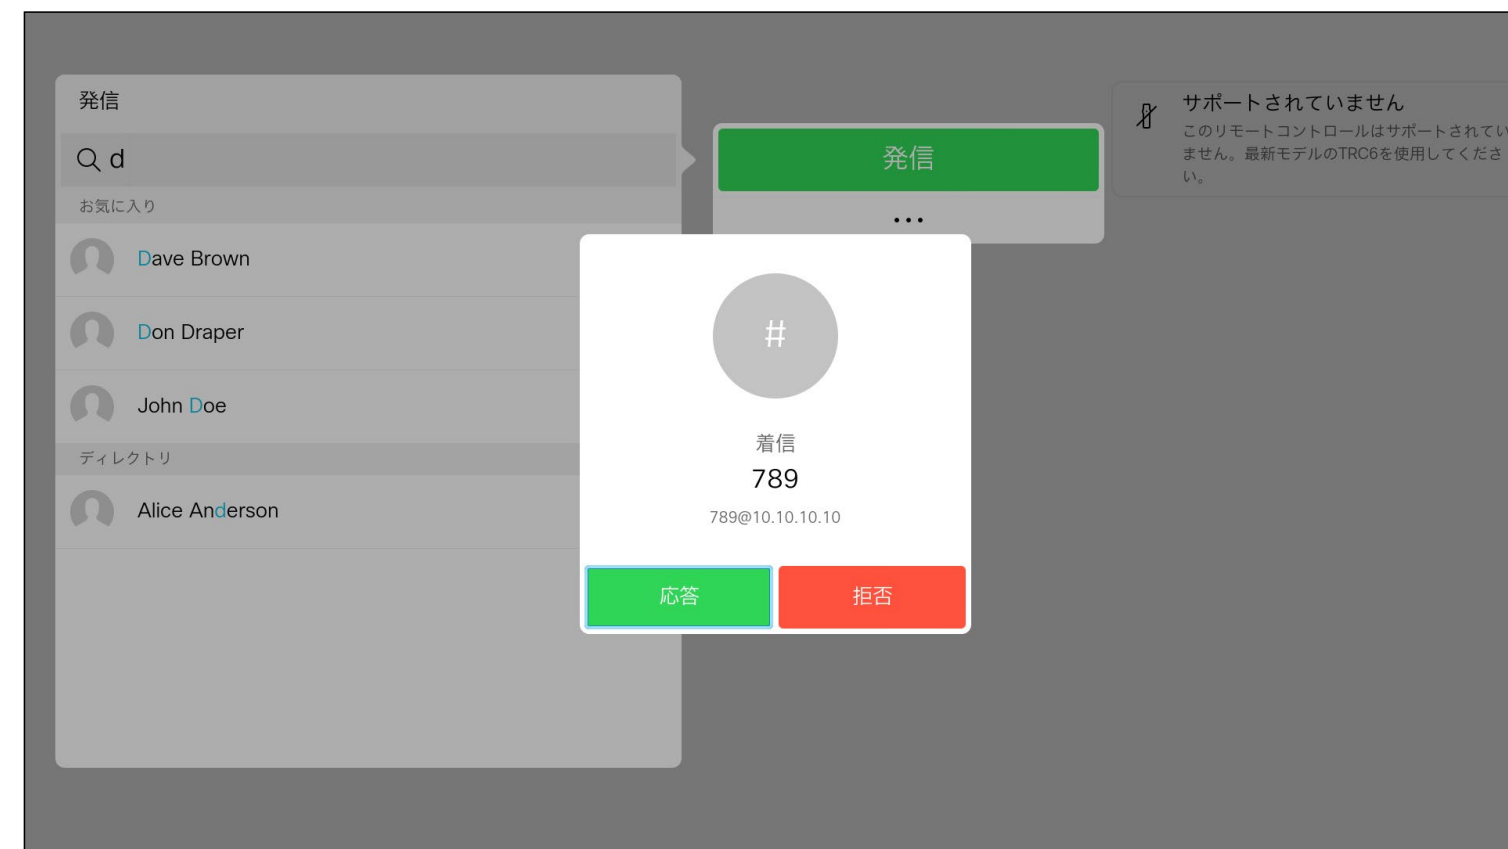 発信
d
お気に入り
Dave Brown
Don Draper
John Doe
ディレクトリ
Alice Anderson
発信
...
サポートされていません
このリモートコントロールはサポートされてい
ません。最新モデルのTRC6を使用してくださ
い。
#
着信
789
789@10.10.10.10
応答
拒否